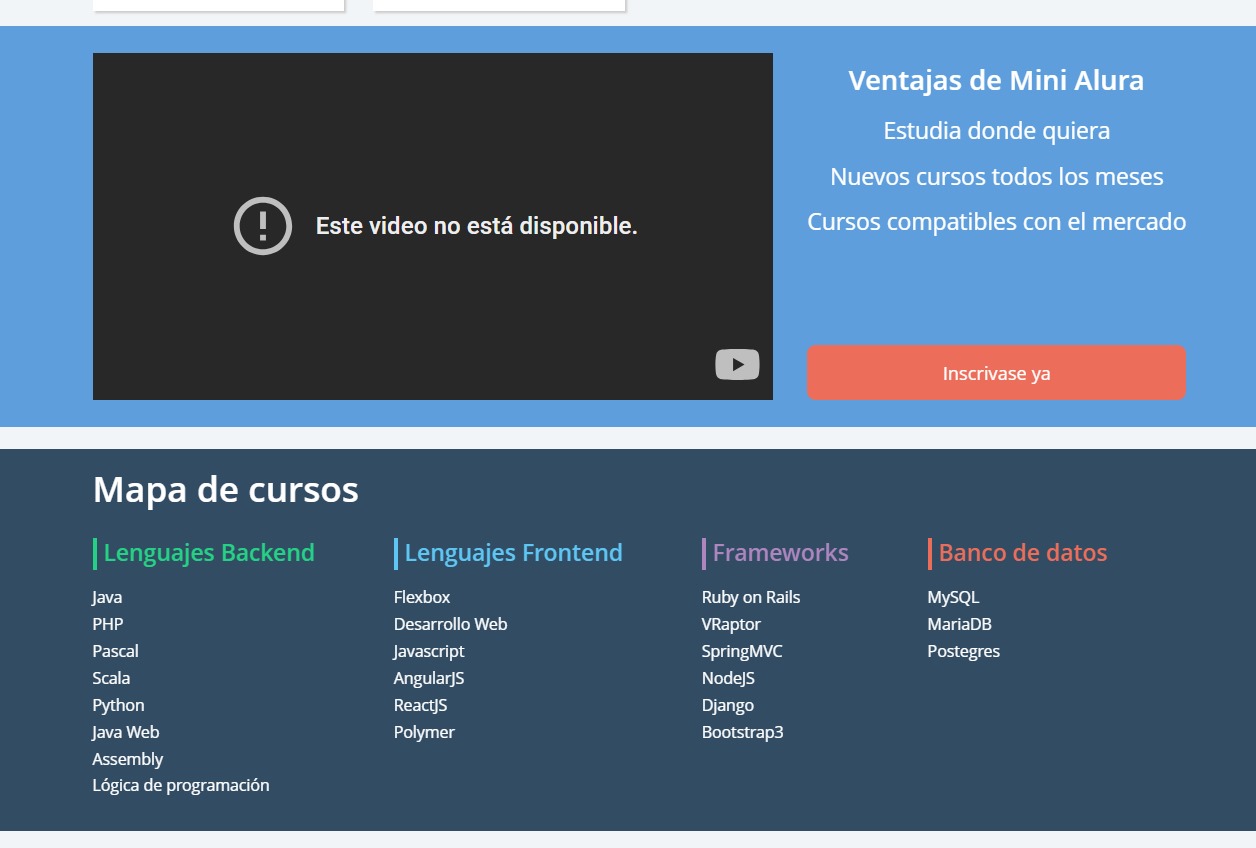 Este video no está disponible.
Ventajas de Mini Alura
Estudia donde quiera
Nuevos cursos todos los meses
Cursos compatibles con el mercado
Inscrivase ya
Mapa de cursos
Lenguajes Backend
Java
PHP
Pascal
Scala
Python
Java Web
Assembly
Lógica de programación
Lenguajes Frontend
Flexbox
Desarrollo Web
Javascript
AngularJS
ReactJS
Polymer
Frameworks
Ruby on Rails
VRaptor
SpringMVC
NodeJS
Django
Bootstrap3
Banco de datos
MySQL
MariaDB
Postegres